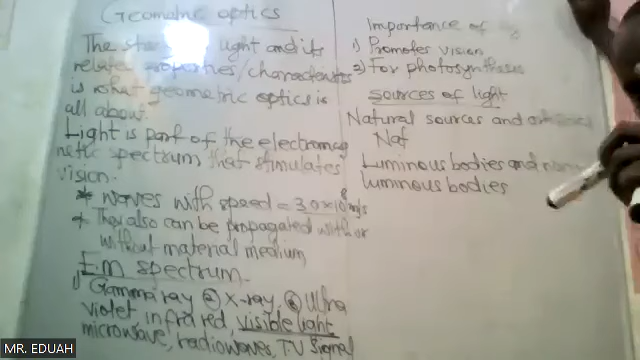 Geometric optics
The study light and its
related properties/characteristics
is what geometric optics is
all about.
Light is part of the electromag
netic spectrum that stimulates
vision.
* waves with speed = 3.0x10^8 m/s
* They also can be propagated with or
without material medium
E.m spectrum
1) Gamma ray (2) X-ray, (3) Ultra
violet infrared, visible light
microwave, radiowaves, TV signal
Importance of
1) Promotes vision
2) For photosynthesis
Sources of light
Natural sources and artificial
Nat
Luminous bodies and non
luminous bodies
MR. EDUAH